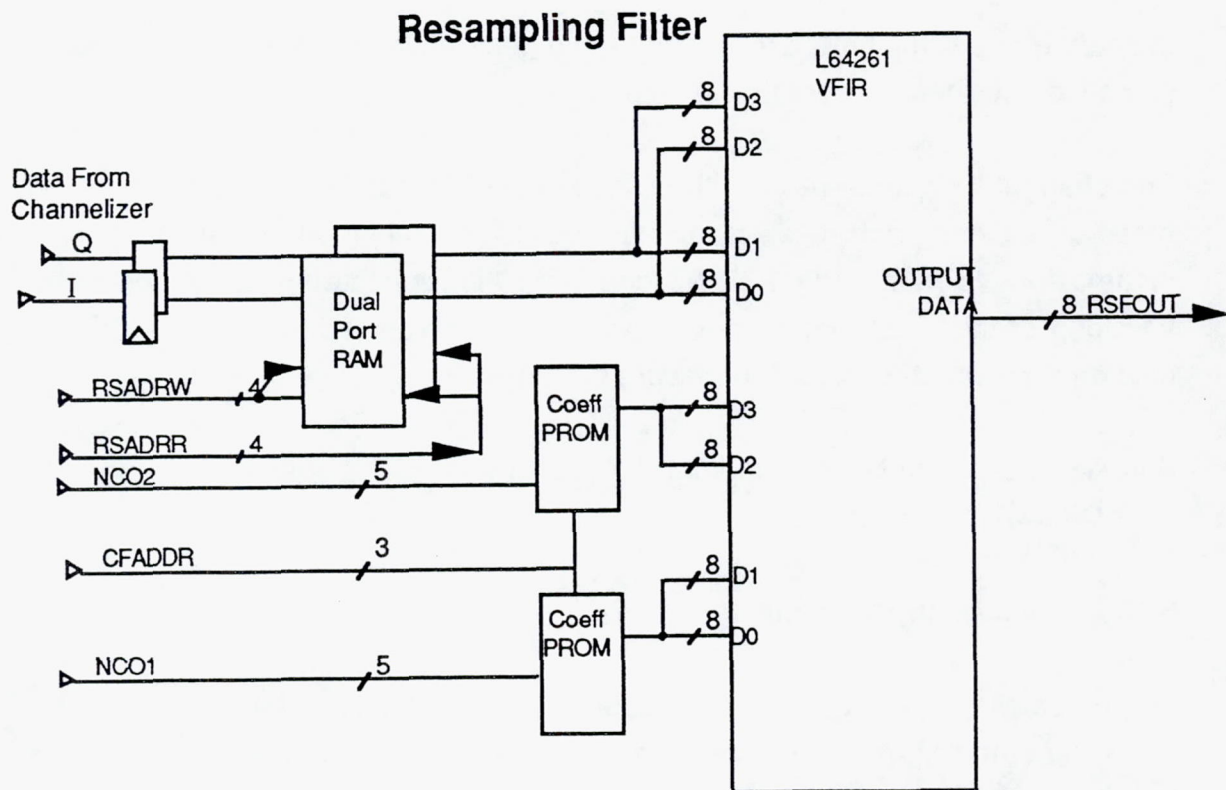 Resampling Filter
L64261
VFIR
8 D3
8 D2
Data From
Channelizer
Q
8 D1
I
8 D0
Dual
Port
RAM
OUTPUT
DATA
8 RSFOUT
RSADRW 4
Coeff
PROM
8 D3
RSADRR 4
8 D2
NCO2 5
CFADDR 3
8 D1
Coeff
PROM
8 D0
NCO1 5